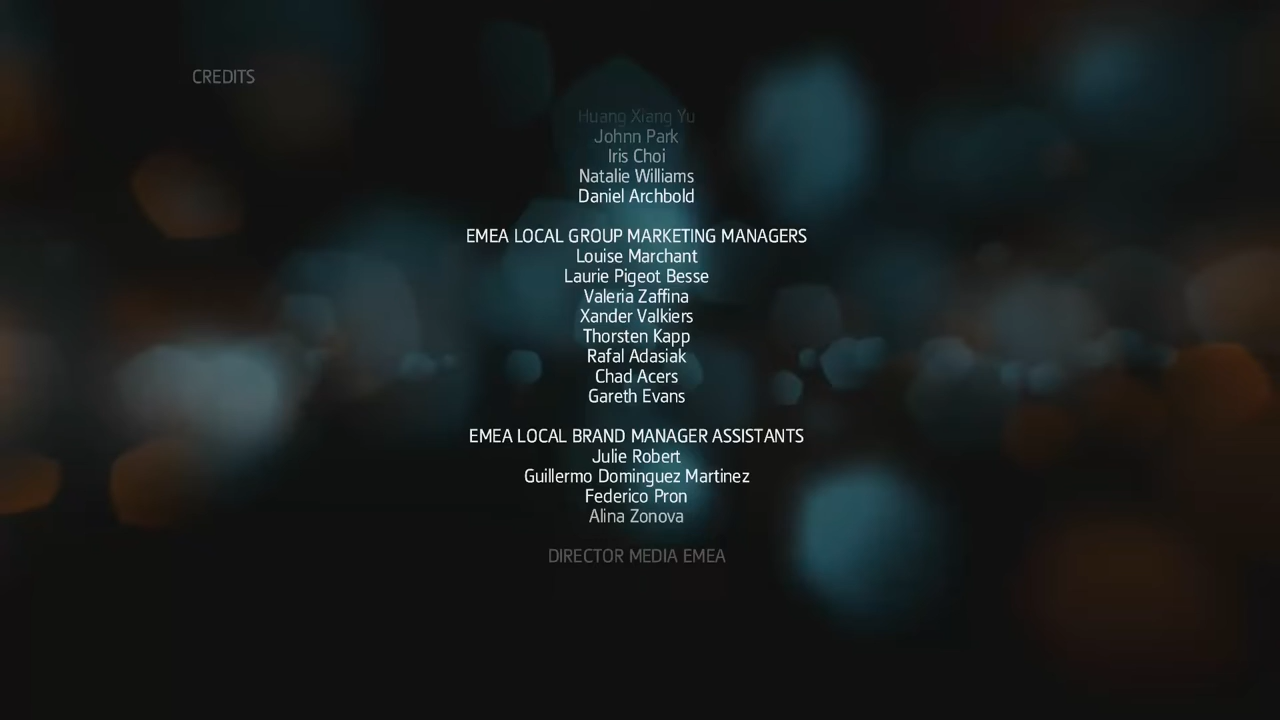 CREDITS
Huang Xiang Yu
Johnn Park
Iris Choi
Natalie Williams
Daniel Archbold
EMEA LOCAL GROUP MARKETING MANAGERS
Louise Marchant
Laurie Pigeot Besse
Valeria Zaffina
Xander Valkiers
Thorsten Kapp
Rafal Adasiak
Chad Acers
Gareth Evans
EMEA LOCAL BRAND MANAGER ASSISTANTS
Julie Robert
Guillermo Dominguez Martinez
Federico Pron
Alina Zonova
DIRECTOR MEDIA EMEA